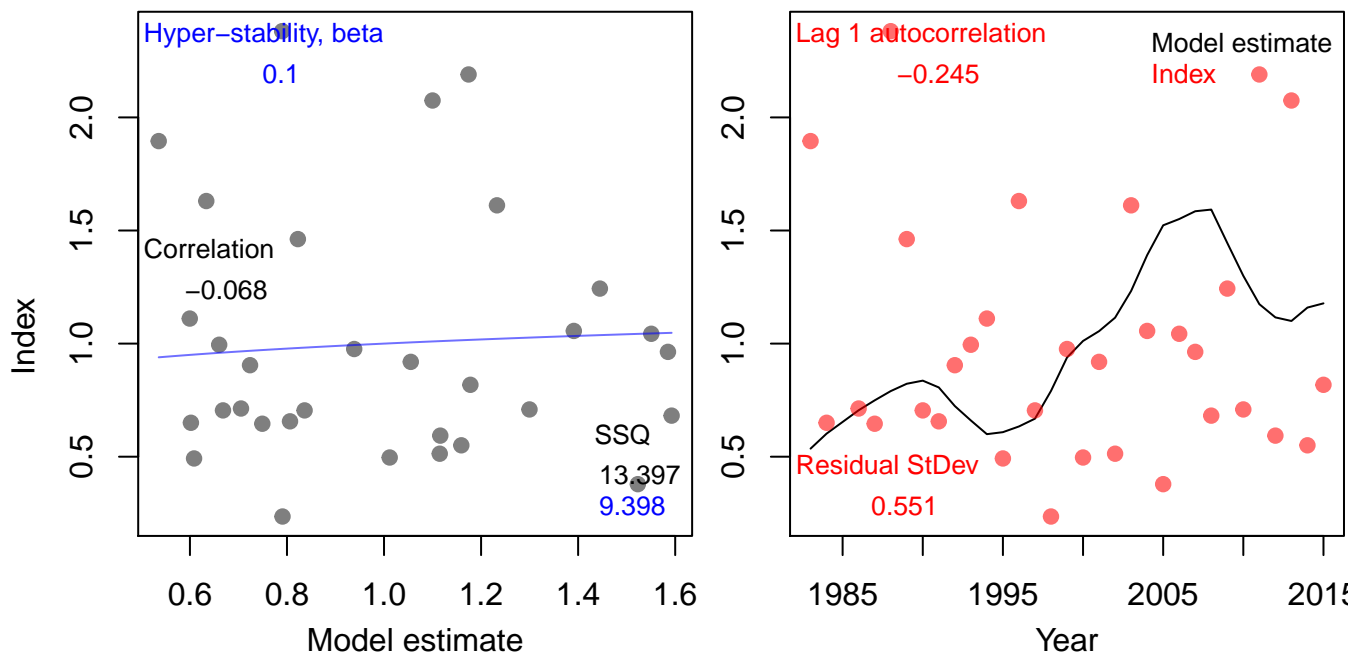 Hyper−stability, beta
0.1
Correlation
−0.068
SSQ
13.397
9.398
Index
0.5
1.0
1.5
2.0
0.6 0.8 1.0 1.2 1.4 1.6
Model estimate
Lag 1 autocorrelation
−0.245
Model estimate
Index
Residual StDev
0.551
0.5
1.0
1.5
2.0
1985 1995 2005 2015
Year